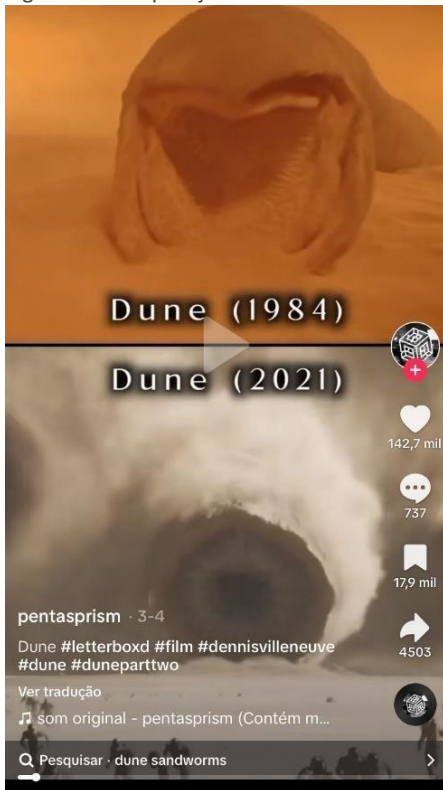 Dune (1984)
Dune (2021)
142,7 mil
737
17,9 mil
4503
pentasprism · 3-4
Dune #letterboxd #film #dennisvilleneuve
#dune #duneparttwo
Ver tradução
som original - pentasprism (Contém m...
Pesquisar · dune sandworms